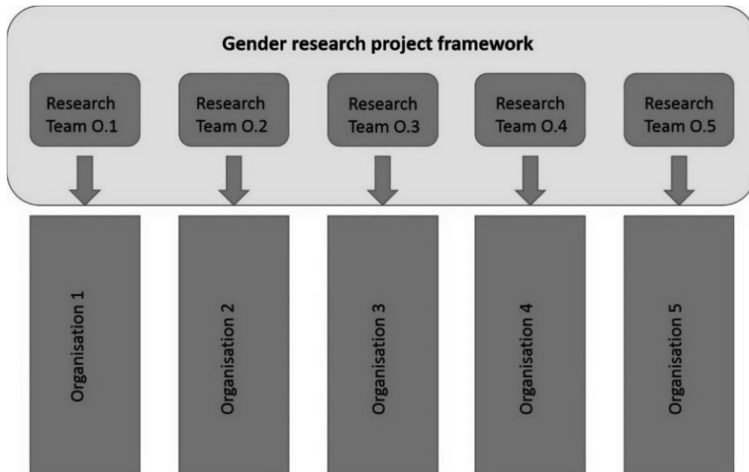 Gender research project framework
Research
Team O.1
Research
Team O.2
Research
Team O.3
Research
Team O.4
Research
Team O.5
Organisation 1
Organisation 2
Organisation 3
Organisation 4
Organisation 5